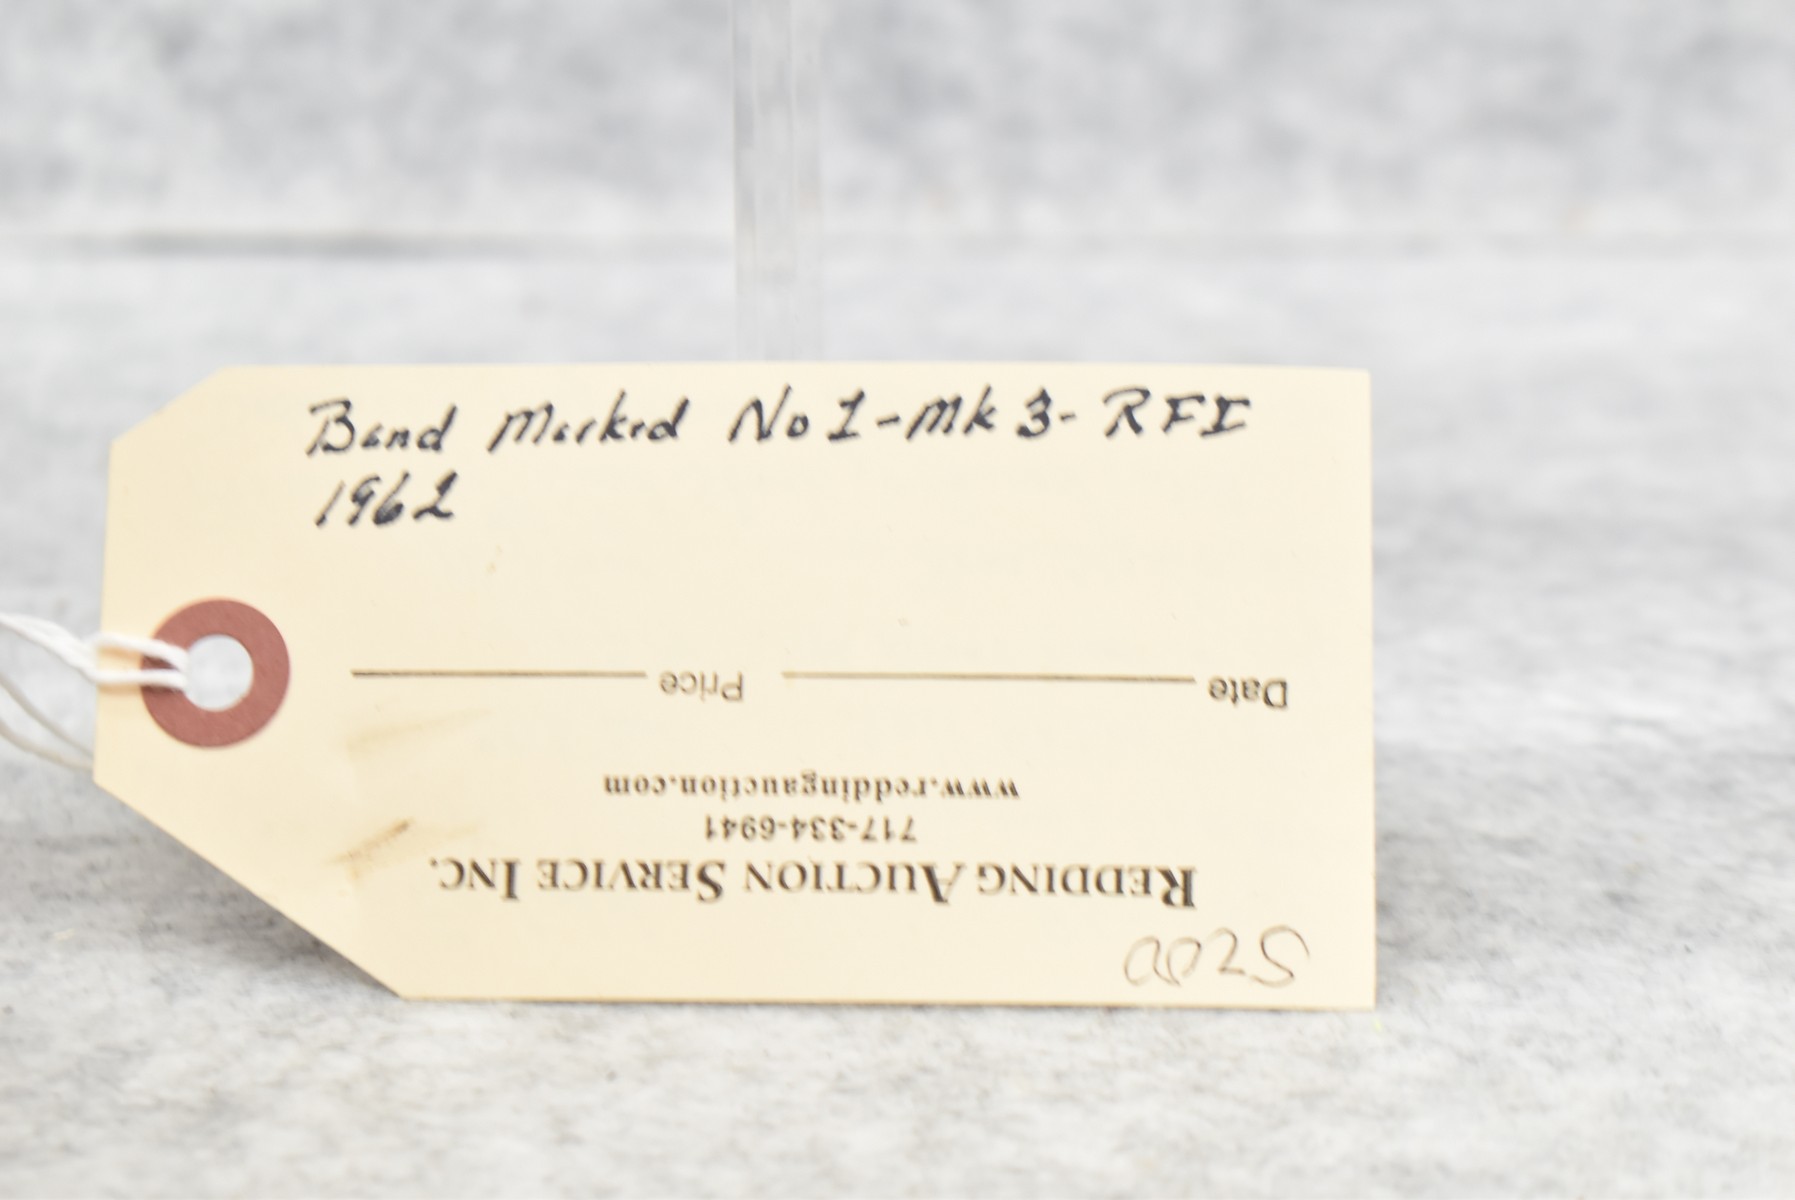 Band Marked No 1-Mk 3-RFI
1962
5200
REDDING AUCTION SERVICE INC.
717-334-6941
www.reddingauction.com
Date Price